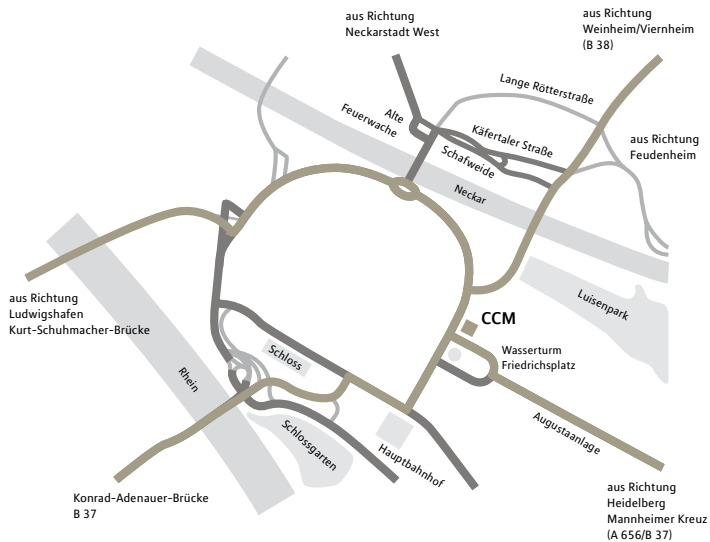 aus Richtung
Weinheim/Viernheim
(B 38)
aus Richtung
Neckarstadt West
Lange Rötterstraße
Alte
Feuerwache
Käfertaler Straße
Schafweide
aus Richtung
Feudenheim
Neckar
aus Richtung
Ludwigshafen
Kurt-Schuhmacher-Brücke
Luisenpark
CCM
Wasserturm
Friedrichsplatz
Schloss
Rhein
Augustaanlage
Schlossgarten
Hauptbahnhof
Konrad-Adenauer-Brücke
B 37
aus Richtung
Heidelberg
Mannheimer Kreuz
(A 656/B 37)